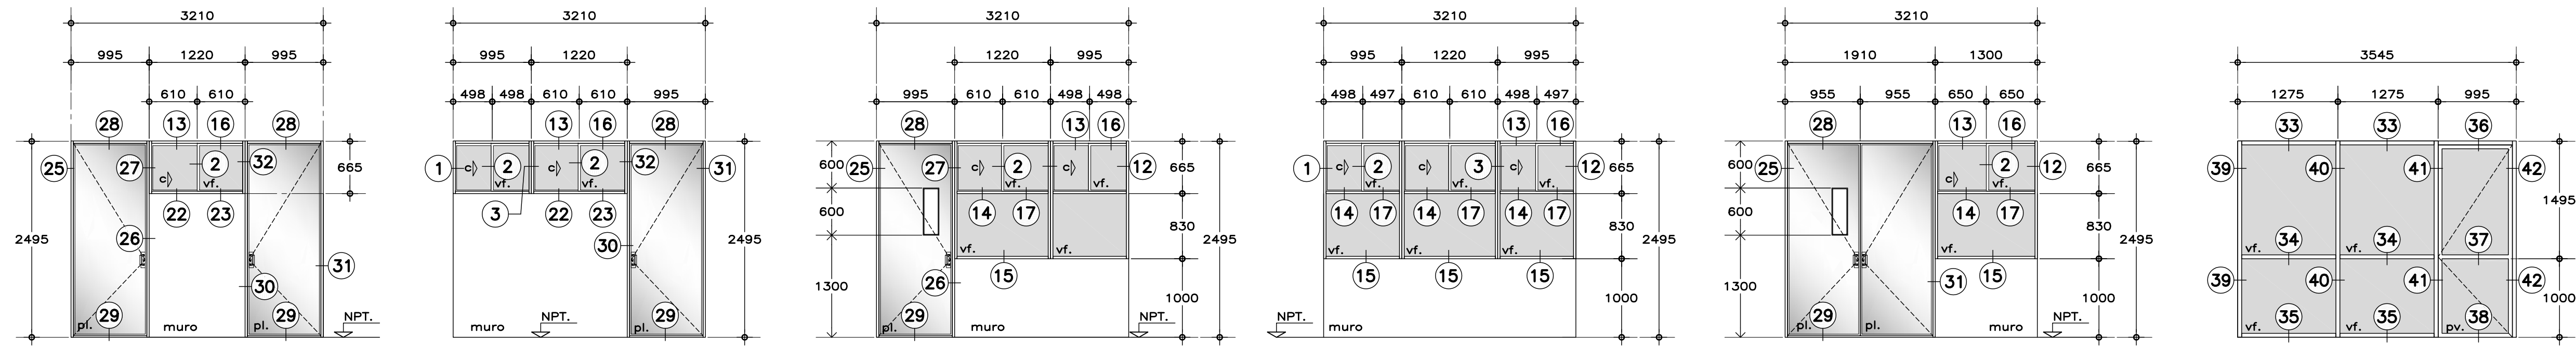 3210
995 1220 995
610 610
28 13 16 28
25 27 2 32 665
c vf.
22 23
2495 26 31
30
29 29 NPT.
pl. muro pl.
3210
995 1220
498 498 610 610 995
13 16 28
1 c 2 c 2 32 31
vf.
3 22 23
30 2495
muro NPT. pl. 29
3210
1220 995
995 610 610 498 498
28 13 16
600 25 27 c 2 c 12 665
vf. vf.
600 14 17 830 2495
vf. vf.
1300 26 15 1000
pl. 29 muro NPT.
3210
995 1220 995
498 497 610 610 498 497
13 16
1 c 2 c 3 c 12 665
vf. vf. vf.
14 17 14 17 14 17 830
vf. vf. vf. 2495
15 15 15 1000
NPT. muro
3210
1910 1300
955 955 650 650
28 13 16
600 25 c 2 12 665
vf.
600 14 17 830
vf. 2495
1300 31 15 1000
29 pl. pl. muro NPT.
3545
1275 1275 995
33 33 36
39 40 41 42 1495
vf. 34 vf. 34 37
39 40 41 42 1000
vf. 35 vf. 35 pv. 38